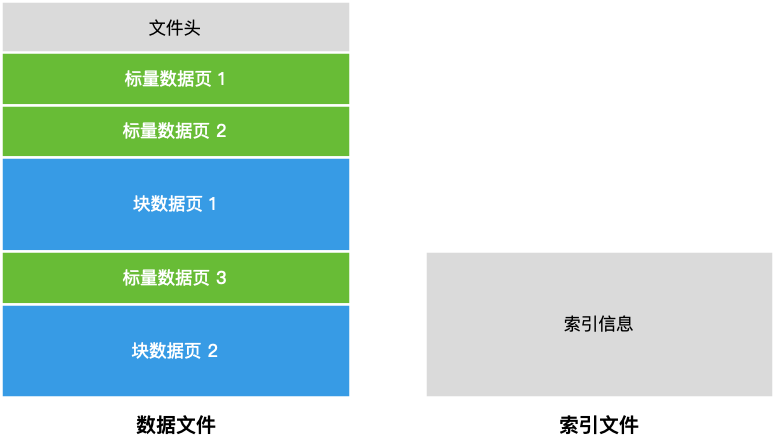 文件头
标量数据页 1
标量数据页 2
块数据页 1
标量数据页 3
块数据页 2
数据文件
索引信息
索引文件